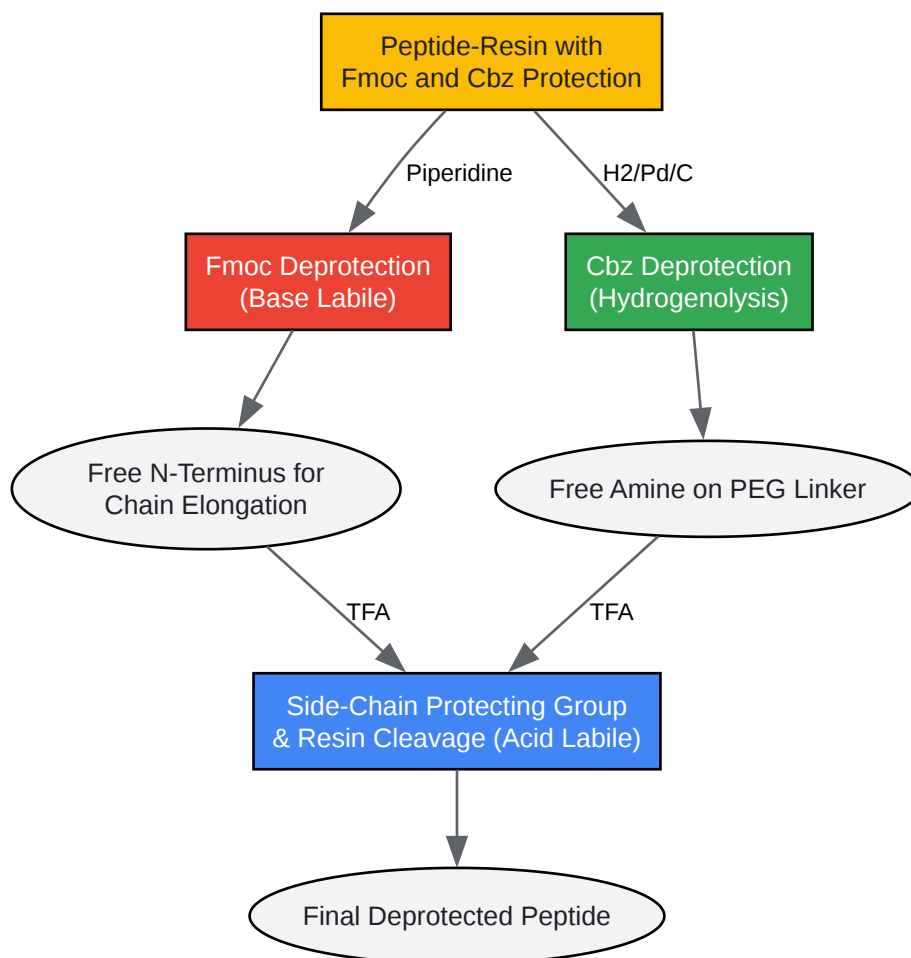 Peptide-Resin with
Fmoc and Cbz Protection
Piperidine
H2/Pd/C
Fmoc Deprotection
(Base Labile)
Cbz Deprotection
(Hydrogenolysis)
Free N-Terminus for
Chain Elongation
Free Amine on PEG Linker
TFA
TFA
Side-Chain Protecting Group
& Resin Cleavage (Acid Labile)
Final Deprotected Peptide